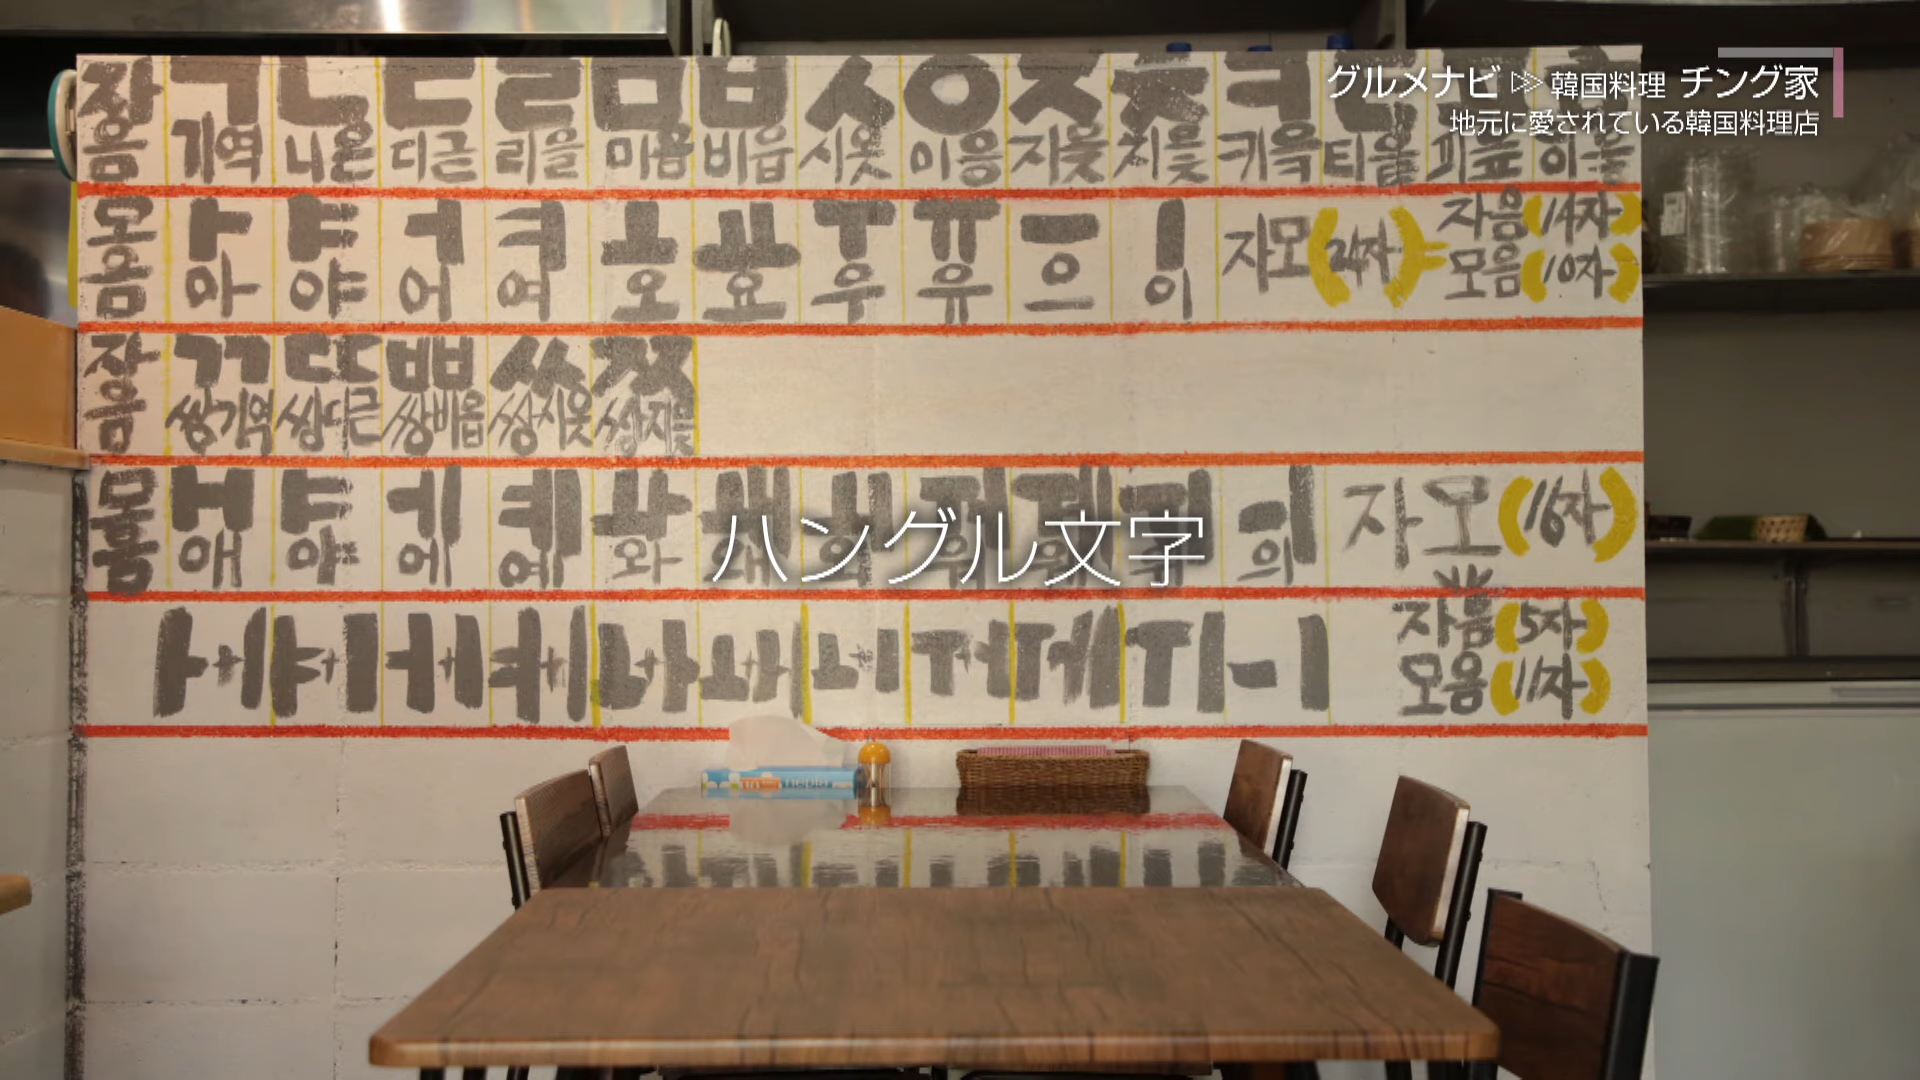 グルメナビ ≫ 韓国料理 チング家
地元に愛されている韓国料理店
자음 ㄱ ㄴ ㄷ ㄹ ㅁ ㅂ ㅅ ㅇ ㅈ ㅊ ㅋ
기역 니은 디귿 리을 미음 비읍 시옷 이응 지읒 치읓 키읔 티읕 피읖 히읗
모음 ㅏ ㅑ ㅓ ㅕ ㅗ ㅛ ㅜ ㅠ ㅡ ㅣ 자모(24자)= 자음(14자)
아 야 어 여 오 요 우 유 으 이 모음(10자)
자음 ㄲ ㄸ ㅃ ㅆ ㅉ
쌍기역 쌍디귿 쌍비읍 쌍시옷 쌍지읒
모음 ㅐ ㅒ ㅔ ㅖ ㅘ ㅙ ㅚ ㅝ ㅞ ㅟ ㅢ 자모(16자)
애 얘 에 예 와 의
ハングル文字
ㅏ+ㅣ ㅑ+ㅣ ㅓ+ㅣ ㅕ+ㅣ ㅗ+ㅏ 자음(5자)
모음(11자)
nepia